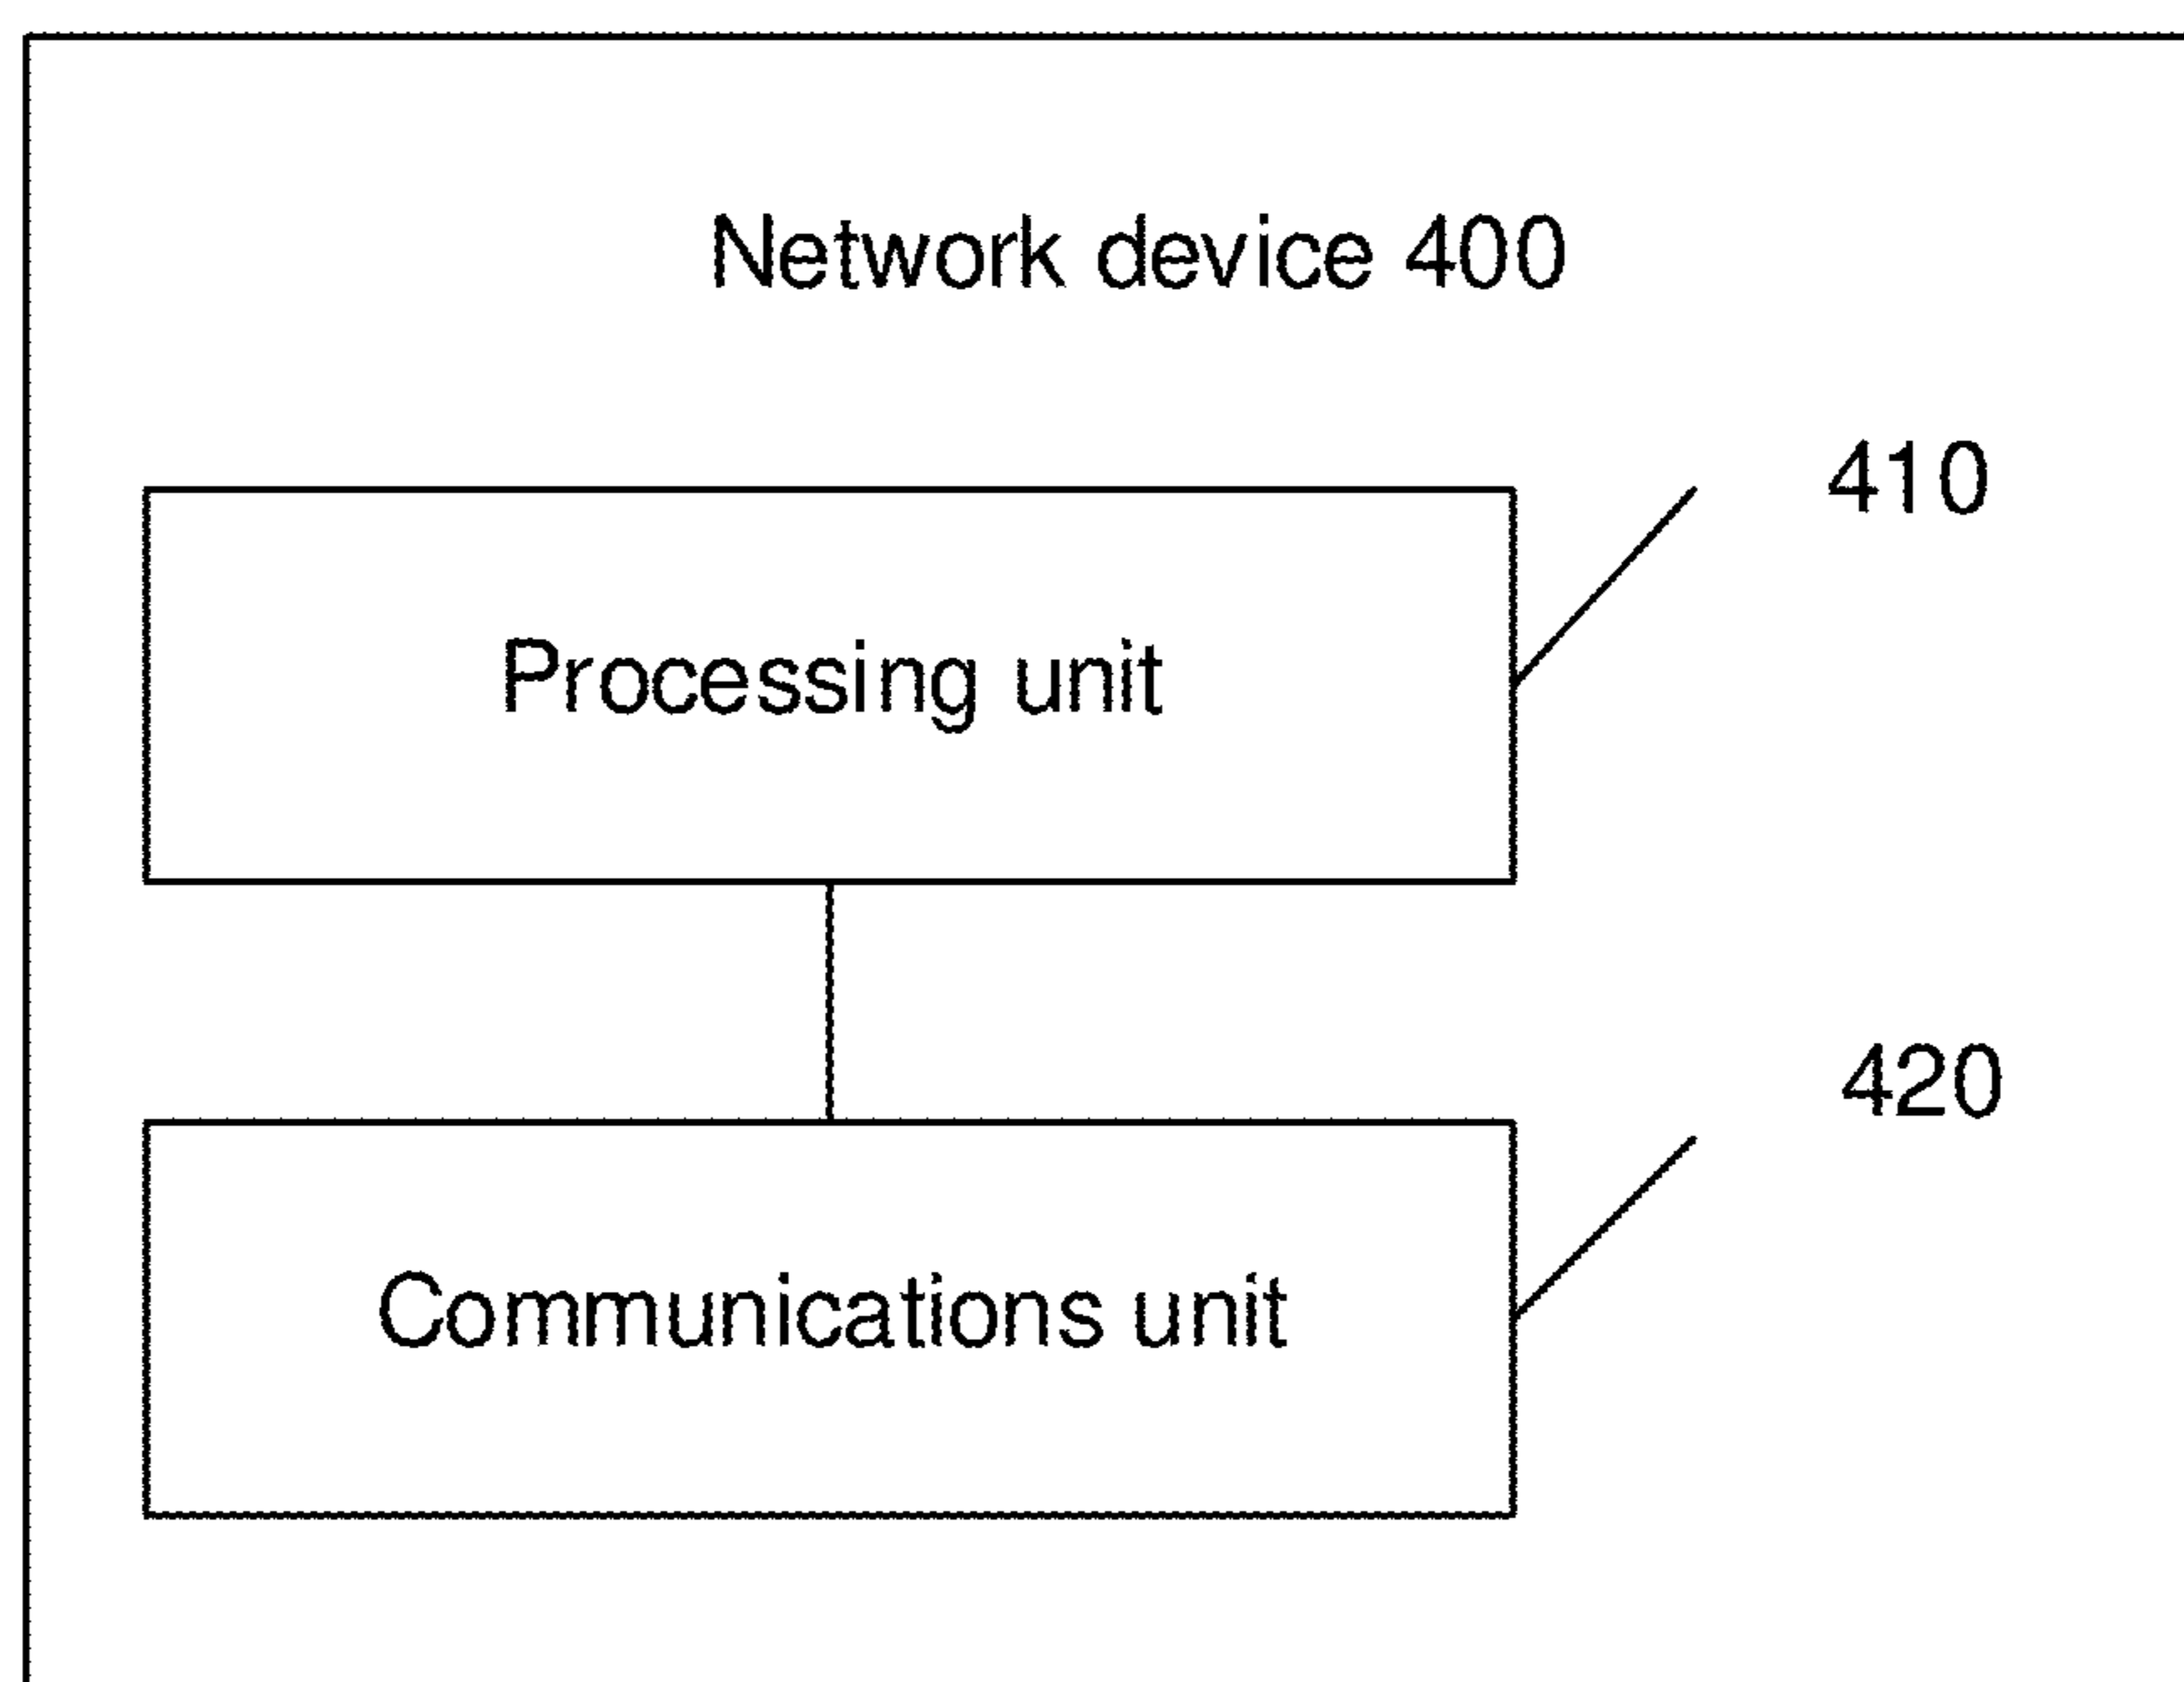 Network device 400
410
Processing unit
420
Communications unit